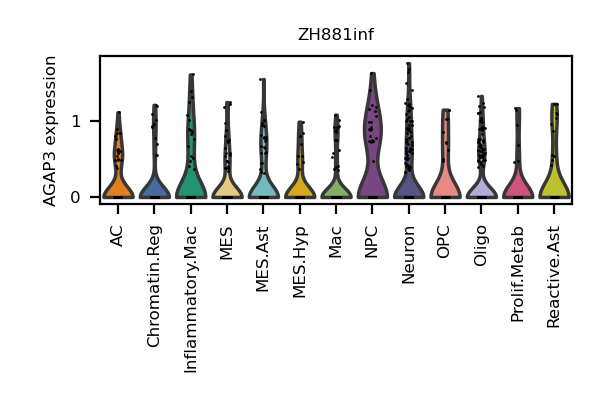 ZH881inf
AGAP3 expression
1
0
AC
Chromatin.Reg
Inflammatory.Mac
MES
MES.Ast
MES.Hyp
Mac
NPC
Neuron
OPC
Oligo
Prolif.Metab
Reactive.Ast